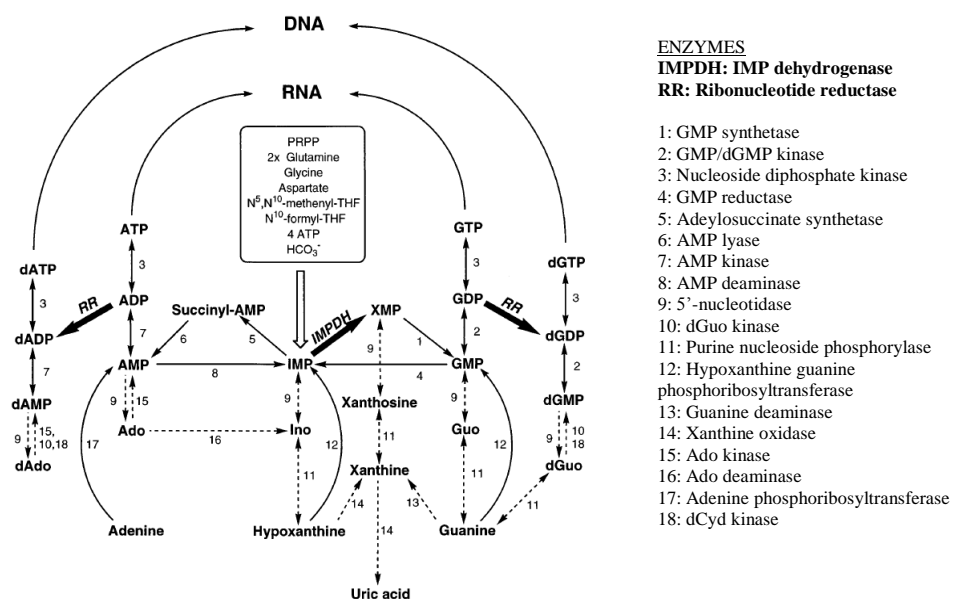 DNA
RNA
PRPP
2x Glutamine
Glycine
Aspartate
N5,N10-methenyl-THF
N10-formyl-THF
4 ATP
HCO3-
ATP
GTP
dATP
dGTP
3
3
3
3
RR
ADP
GDP
RR
dADP
dGDP
Succinyl-AMP
IMPDH
XMP
7
6
5
9
1
2
7
2
AMP
8
IMP
4
GMP
dAMP
dGMP
9
15
9
9
Xanthosine
9
15,
10,18
9
10
18
17
Ado
16
Ino
12
11
Guo
12
dAdo
dGuo
11
Xanthine
11
11
14
13
Adenine
Hypoxanthine
14
Guanine
Uric acid
ENZYMES
IMPDH: IMP dehydrogenase
RR: Ribonucleotide reductase
1: GMP synthetase
2: GMP/dGMP kinase
3: Nucleoside diphosphate kinase
4: GMP reductase
5: Adeylosuccinate synthetase
6: AMP lyase
7: AMP kinase
8: AMP deaminase
9: 5’-nucleotidase
10: dGuo kinase
11: Purine nucleoside phosphorylase
12: Hypoxanthine guanine
phosphoribosyltransferase
13: Guanine deaminase
14: Xanthine oxidase
15: Ado kinase
16: Ado deaminase
17: Adenine phosphoribosyltransferase
18: dCyd kinase